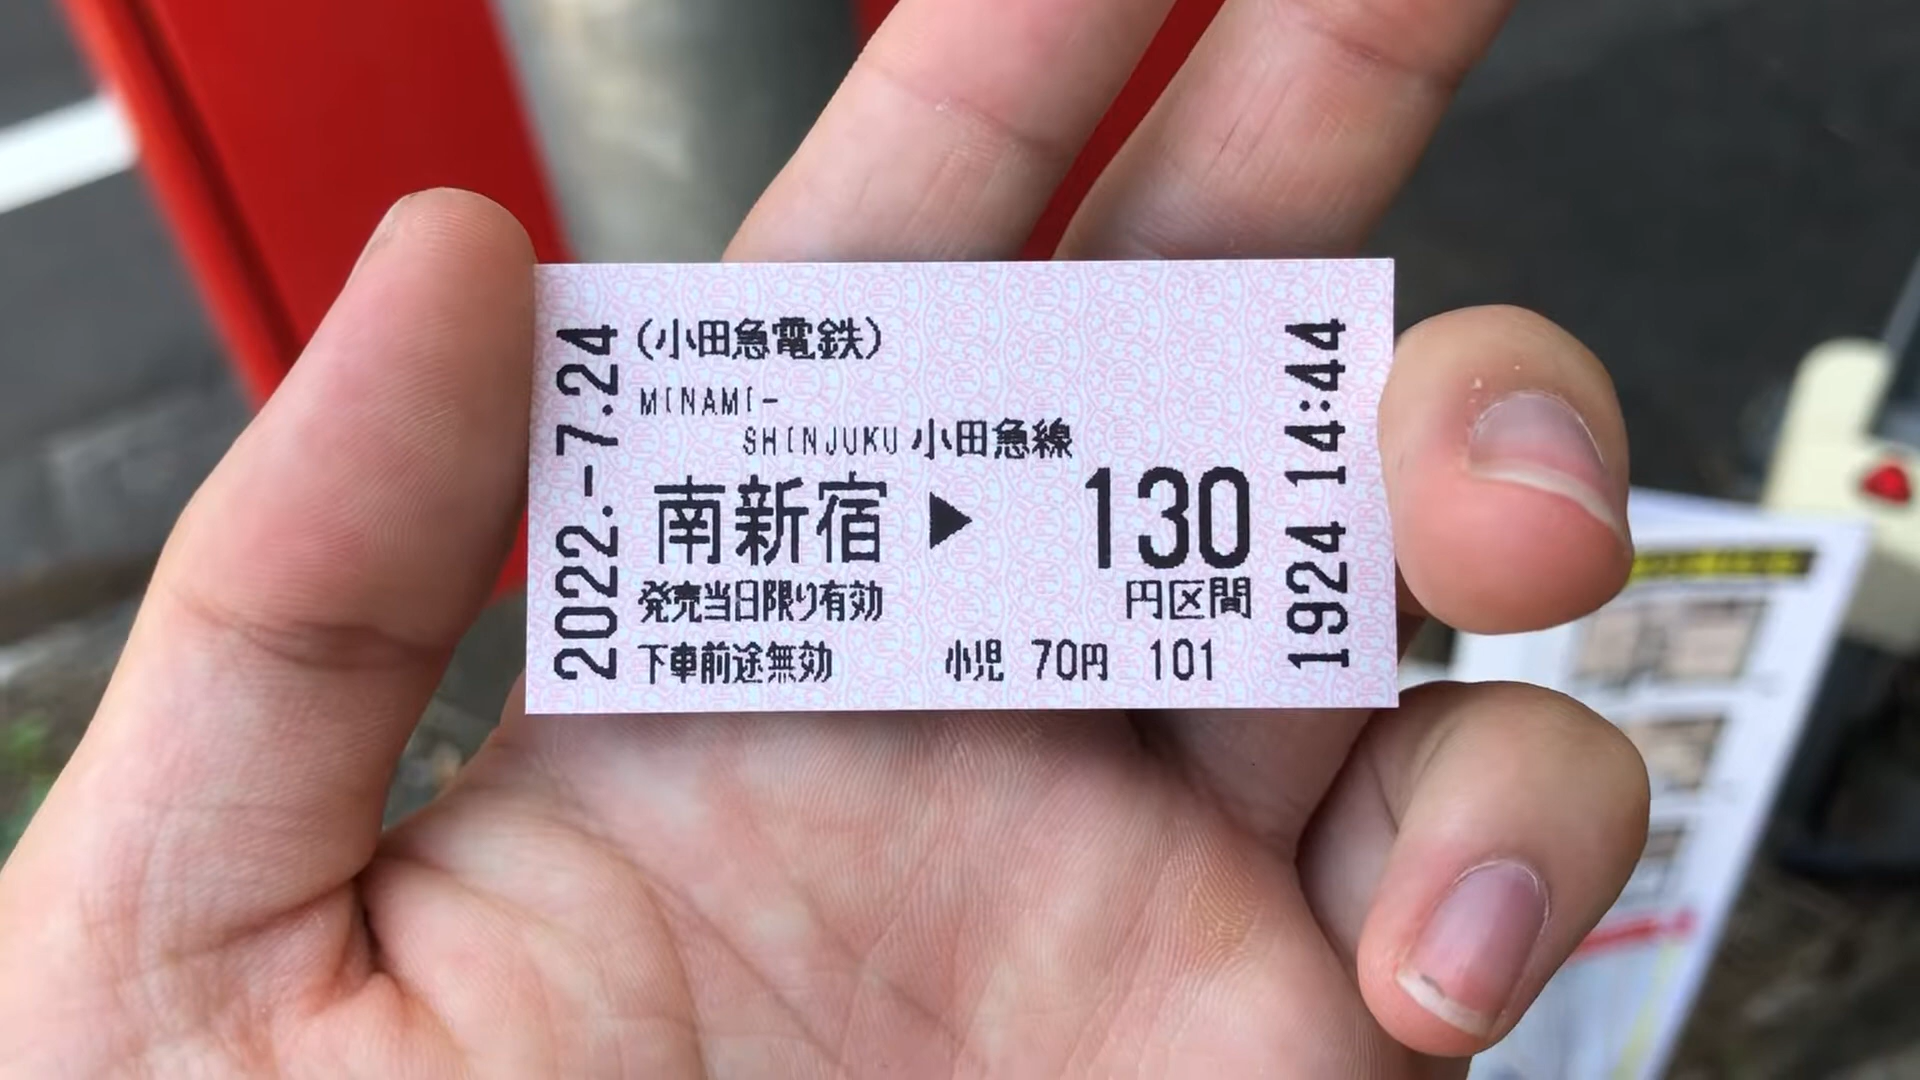 2022.-7.24
(小田急電鉄)
MINAMI-
SHINJUKU 小田急線
南新宿 ▶ 130
発売当日限り有効 円区間
下車前途無効 小児 70円 101
1924 14:44